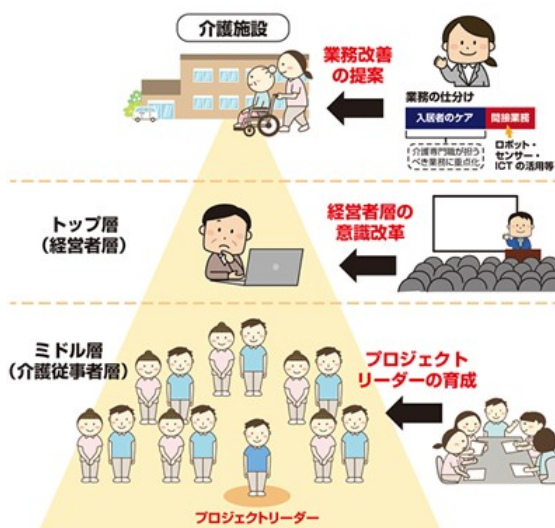 介護施設
業務改善
の提案
業務の仕分け
入居者のケア
間接業務
介護専門職が担う
べき業務に重点化
ロボット・
センサー・
ICTの活用等
トップ層
(経営者層)
経営者層の
意識改革
ミドル層
(介護従事者層)
プロジェクト
リーダーの育成
プロジェクトリーダー